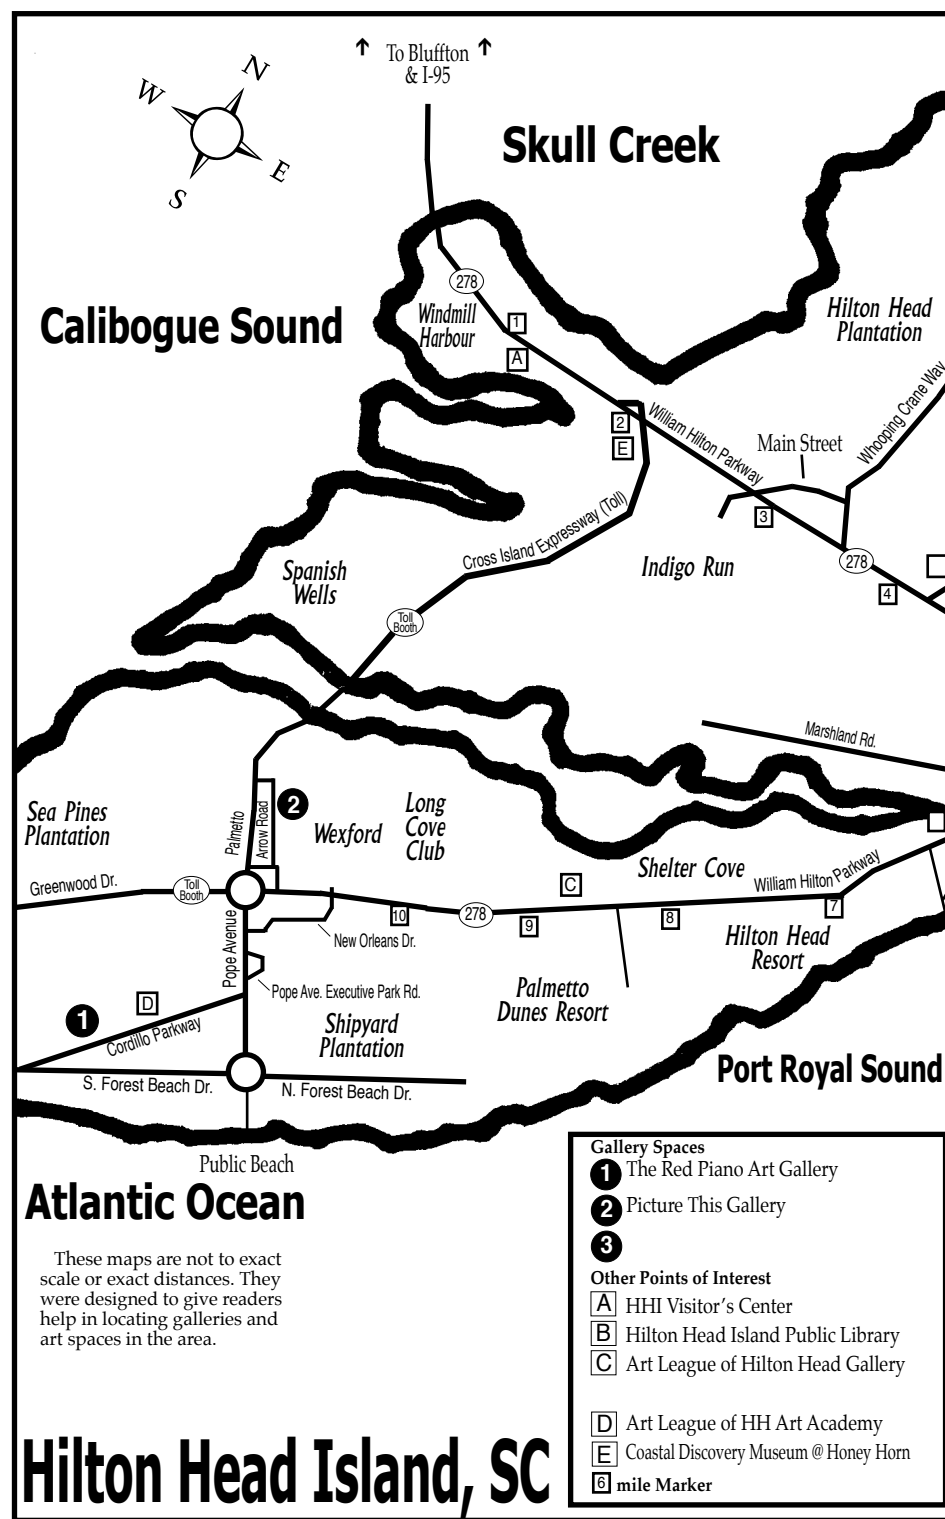 To Bluffton
& I-95
N
W
E
S
Skull Creek
Calibogue Sound
278
Windmill
Harbour
Hilton Head
Plantation
1
A
Whooping Crane Way
2
E
William Hilton Parkway
Main Street
3
Cross Island Expressway (Toll)
Indigo Run
278
4
Spanish
Wells
Toll
Booth
Marshland Rd.
Sea Pines
Plantation
Palmetto
Arrow Road
2
Wexford
Long
Cove
Club
Shelter Cove
William Hilton Parkway
Greenwood Dr.
Toll
Booth
C
10
278
9
8
7
New Orleans Dr.
Pope Avenue
Hilton Head
Resort
Pope Ave. Executive Park Rd.
Palmetto
Dunes Resort
D
1
Cordillo Parkway
Shipyard
Plantation
Port Royal Sound
S. Forest Beach Dr.
N. Forest Beach Dr.
Public Beach
Atlantic Ocean
These maps are not to exact
scale or exact distances. They
were designed to give readers
help in locating galleries and
art spaces in the area.
Gallery Spaces
1 The Red Piano Art Gallery
2 Picture This Gallery
3
Other Points of Interest
A HHI Visitor's Center
B Hilton Head Island Public Library
C Art League of Hilton Head Gallery
D Art League of HH Art Academy
E Coastal Discovery Museum @ Honey Horn
6 mile Marker
Hilton Head Island, SC